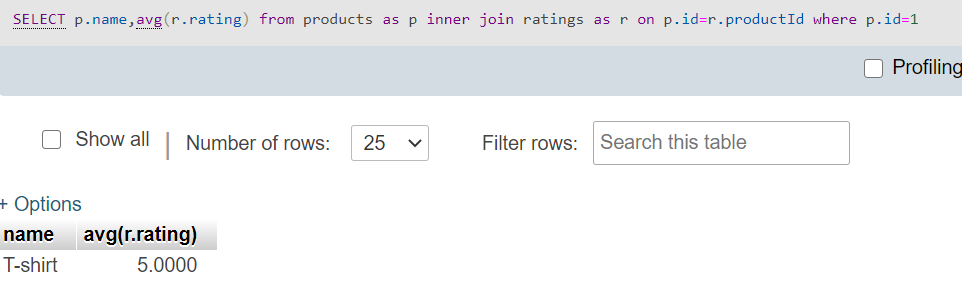 SELECT p.name,avg(r.rating) from products as p inner join ratings as r on p.id=r.productId where p.id=1
Profiling
Show all | Number of rows: 25 Filter rows: Search this table
+ Options
name avg(r.rating)
T-shirt 5.0000